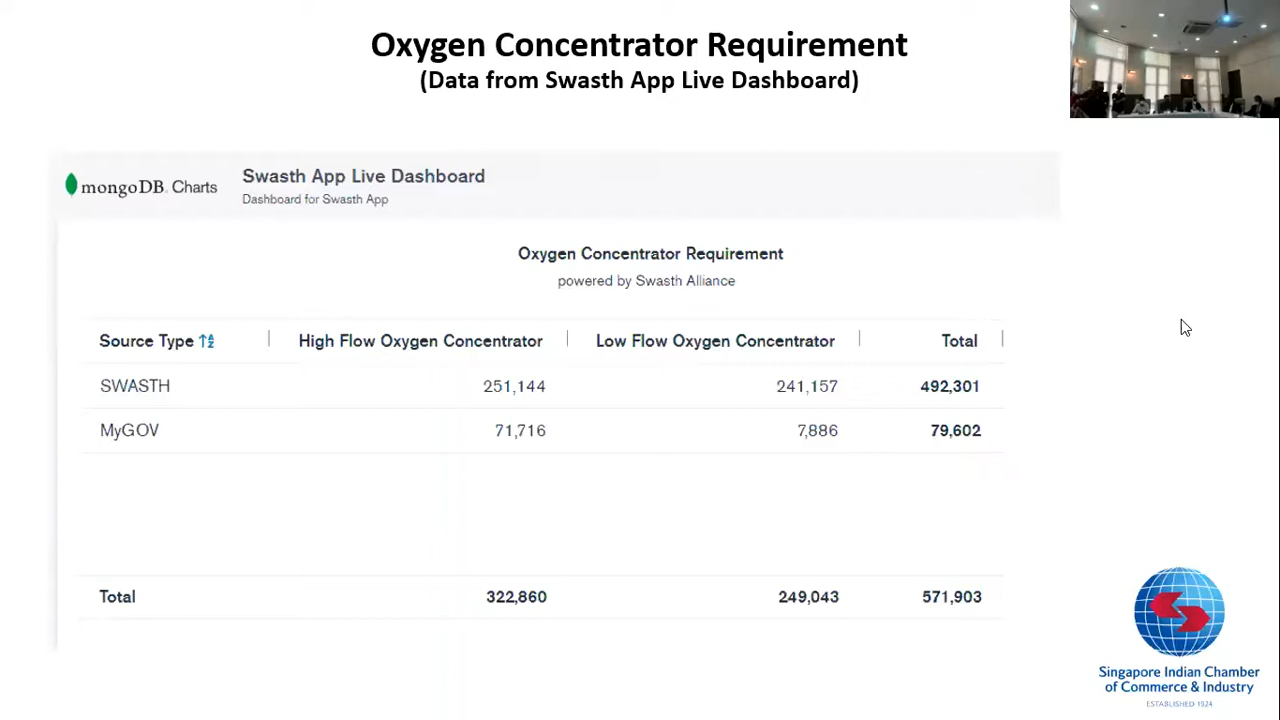 Oxygen Concentrator Requirement
(Data from Swasth App Live Dashboard)
mongoDB. Charts
Swasth App Live Dashboard
Dashboard for Swasth App
Oxygen Concentrator Requirement
powered by Swasth Alliance
Source Type High Flow Oxygen Concentrator Low Flow Oxygen Concentrator Total
SWASTH 251,144 241,157 492,301
MyGOV 71,716 7,886 79,602
Total 322,860 249,043 571,903
Singapore Indian Chamber
of Commerce & Industry
ESTABLISHED 1924